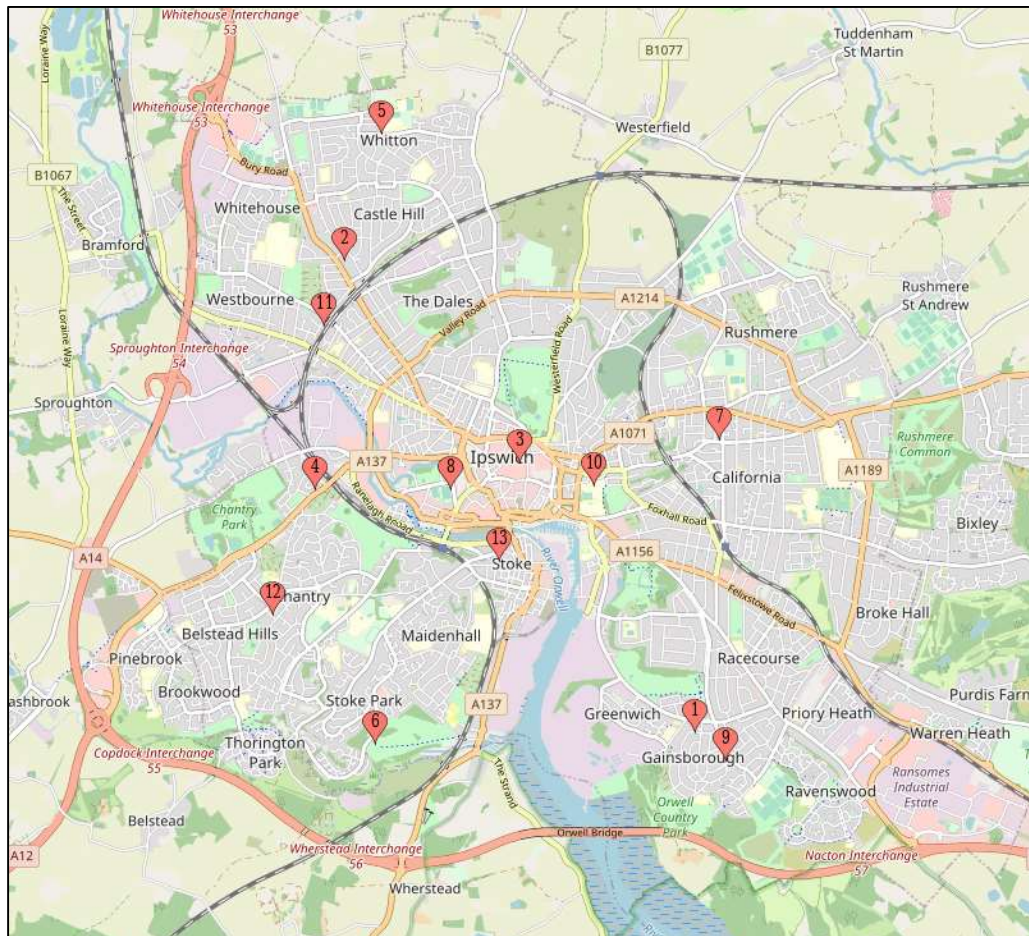 Whitehouse Interchange
53
Loraine Way
Tuddenham
St Martin
B1077
Whitehouse Interchange
53
5
Whitton
Westerfield
Bury Road
B1067
The Street
Whitehouse
Castle Hill
2
Bramford
Westbourne
11
The Dales
A1214
Rushmere
St Andrew
Valley Road
Westerfield Road
Rushmere
Loraine Way
Sproughton Interchange
54
Sproughton
7
A1071
3
Ipswich
Rushmere
Common
4
A137
8
10
California
A1189
Ranelagh Road
Chantry
Park
Foxhall Road
Bixley
13
Stoke
River Orwell
A14
A1156
12
Chantry
Felixstowe Road
Broke Hall
Belstead Hills
Maidenhall
Pinebrook
Racecourse
Brookwood
Stoke Park
A137
Purdis Farm
ashbrook
6
Greenwich
1
Priory Heath
9
Warren Heath
Copdock Interchange
55
Thorington
Park
Gainsborough
The Strand
Ransomes
Industrial
Estate
Ravenswood
Orwell
Country
Park
Belstead
Orwell Bridge
A12
Wherstead Interchange
56
Nacton Interchange
57
Wherstead